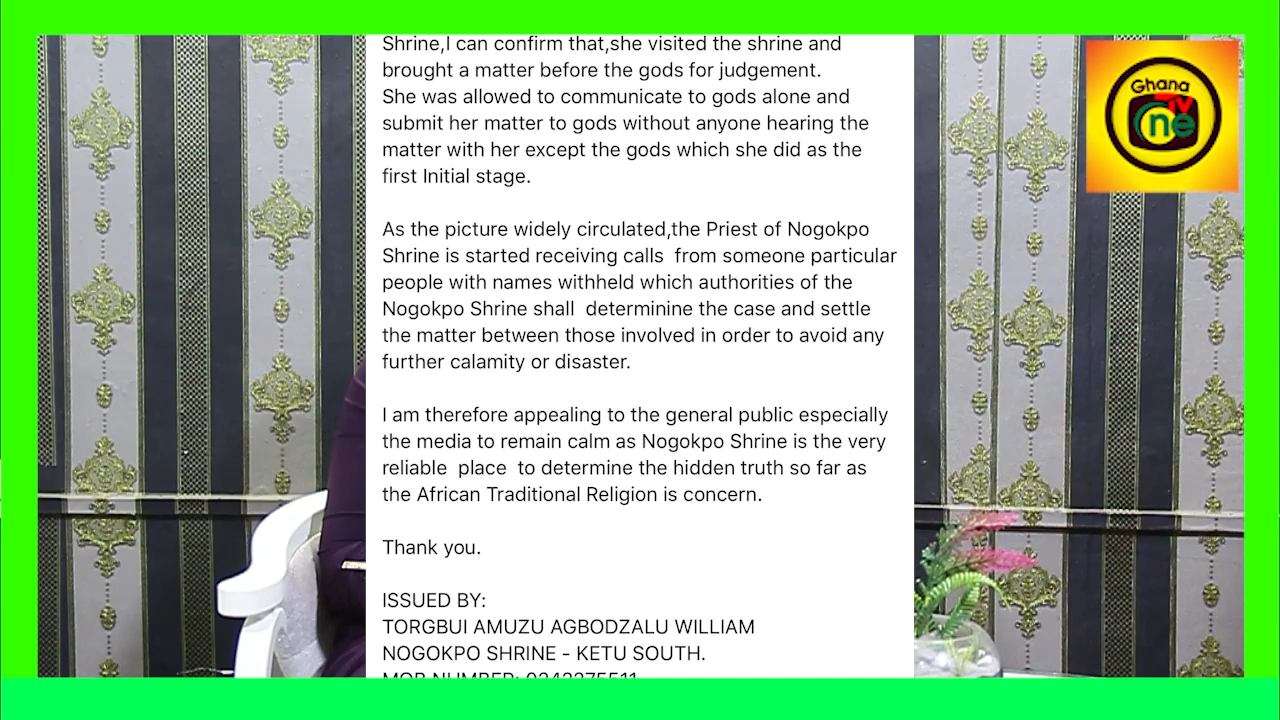 Shrine,I can confirm that,she visited the shrine and
brought a matter before the gods for judgement.
She was allowed to communicate to gods alone and
submit her matter to gods without anyone hearing the
matter with her except the gods which she did as the
first Initial stage.
As the picture widely circulated,the Priest of Nogokpo
Shrine is started receiving calls  from someone particular
people with names withheld which authorities of the
Nogokpo Shrine shall  determinine the case and settle
the matter between those involved in order to avoid any
further calamity or disaster.
I am therefore appealing to the general public especially
the media to remain calm as Nogokpo Shrine is the very
reliable  place  to determine the hidden truth so far as
the African Traditional Religion is concern.
Thank you.
ISSUED BY:
TORGBUI AMUZU AGBODZALU WILLIAM
NOGOKPO SHRINE - KETU SOUTH.
MOB NUMBER:
Ghana
TV
One